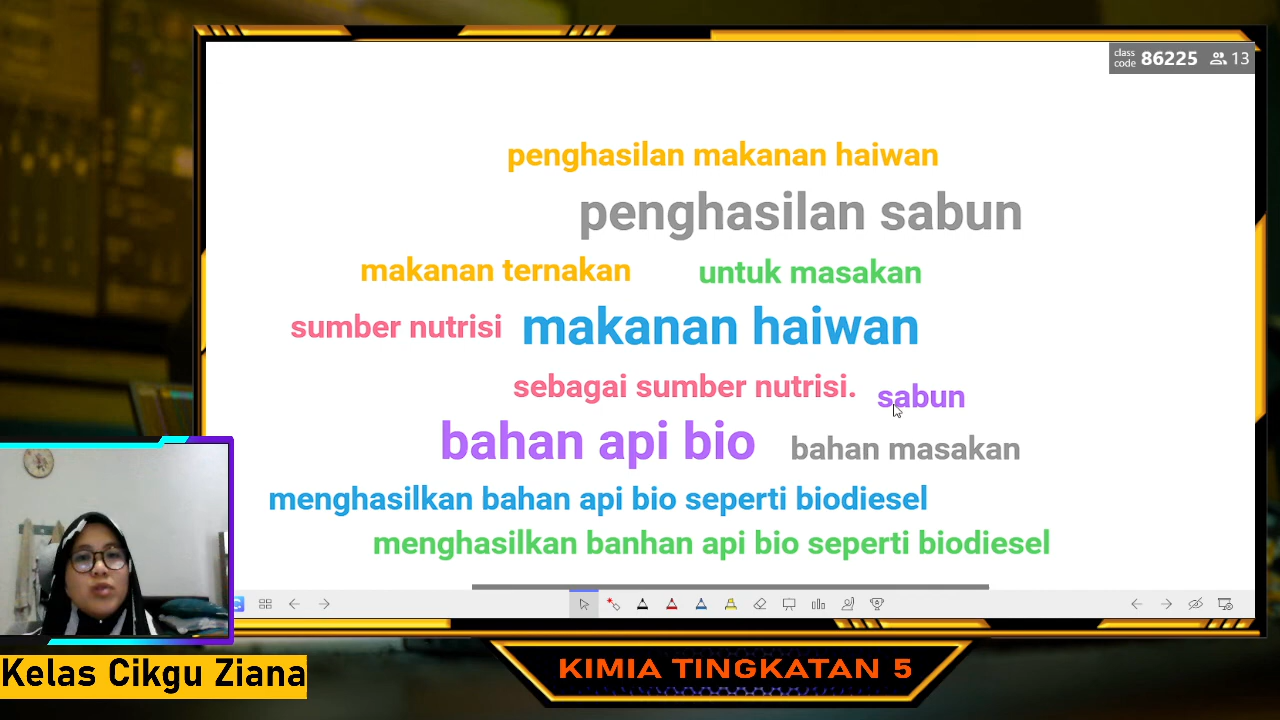 class code 86225 13
penghasilan makanan haiwan
penghasilan sabun
makanan ternakan untuk masakan
sumber nutrisi makanan haiwan
sebagai sumber nutrisi. sabun
bahan api bio bahan masakan
menghasilkan bahan api bio seperti biodiesel
menghasilkan banhan api bio seperti biodiesel
Kelas Cikgu Ziana
KIMIA TINGKATAN 5